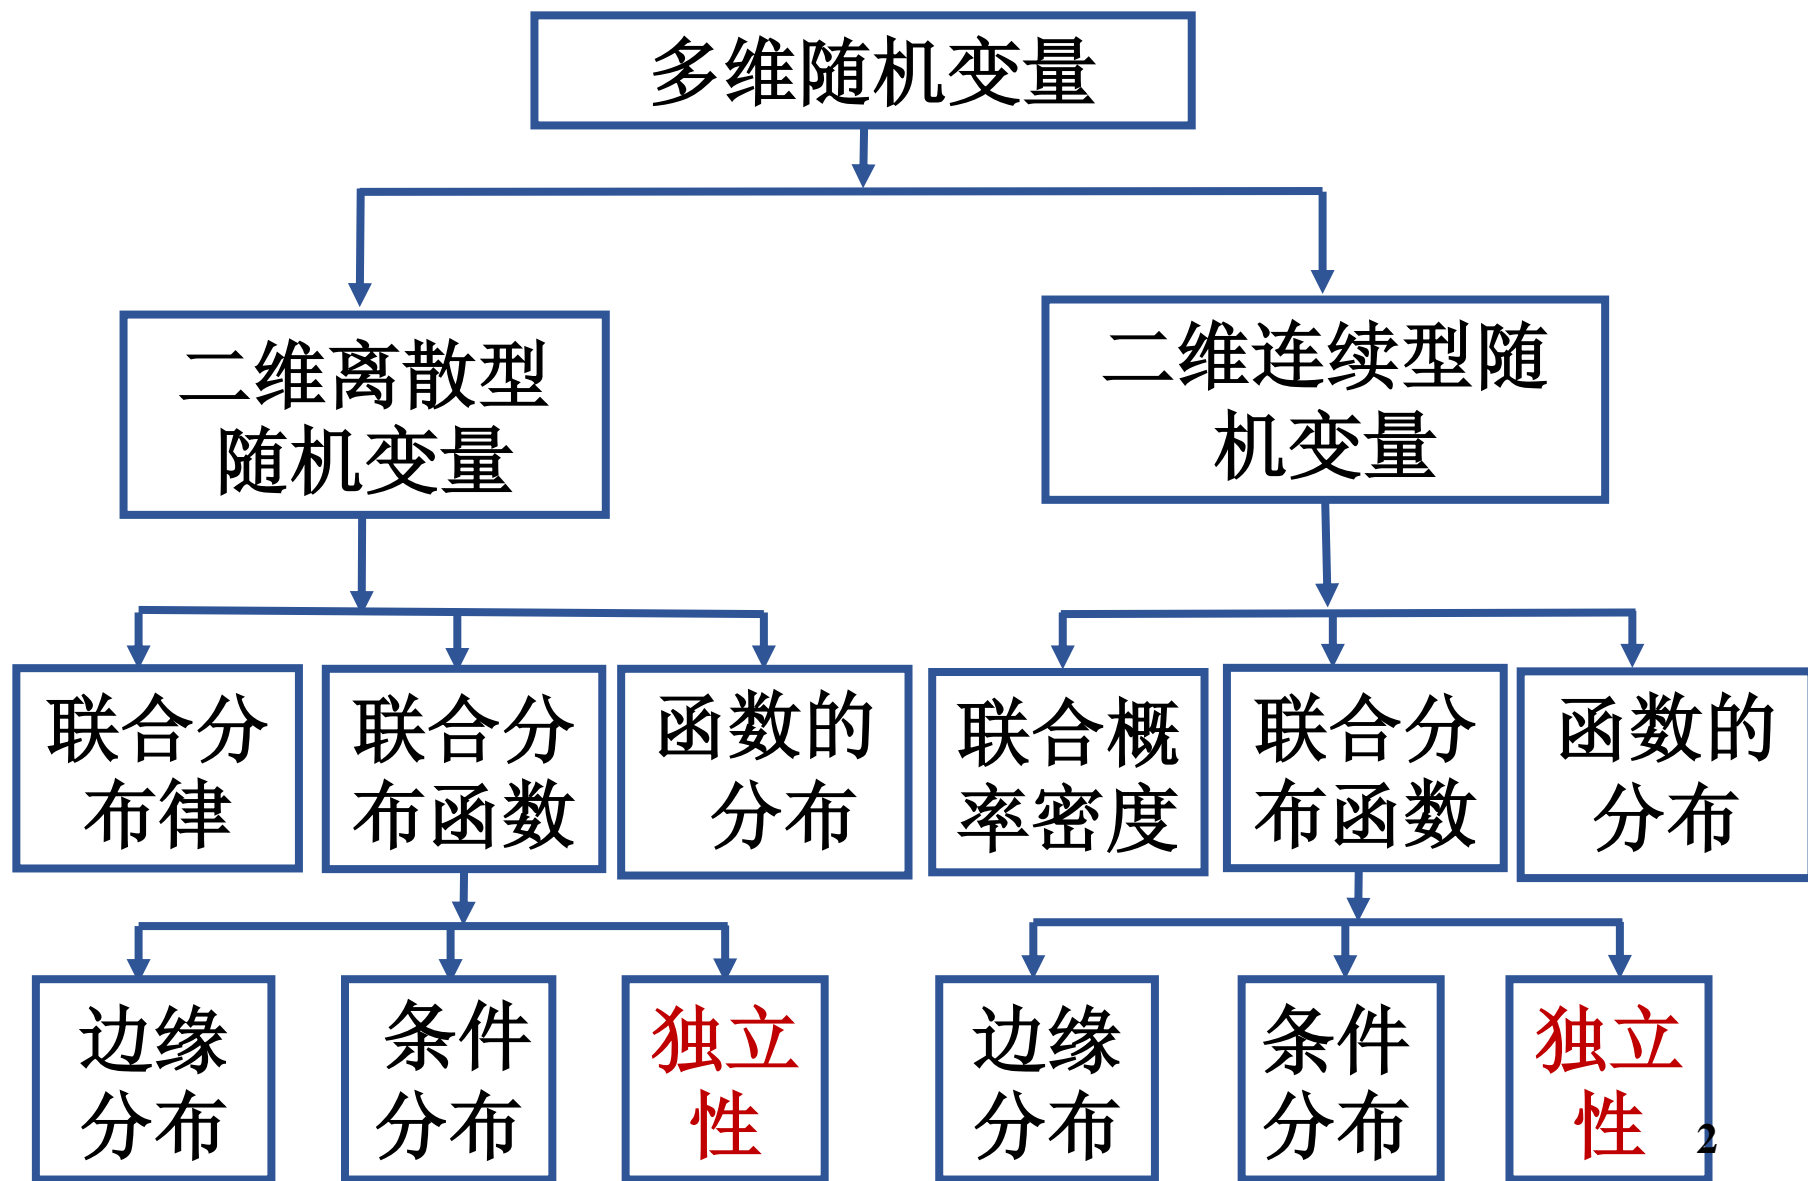 多维随机变量
二维离散型
随机变量
二维连续型随
机变量
联合分
布律
联合分
布函数
函数的
分布
联合概
率密度
联合分
布函数
函数的
分布
边缘
分布
条件
分布
独立
性
边缘
分布
条件
分布
独立
性
2